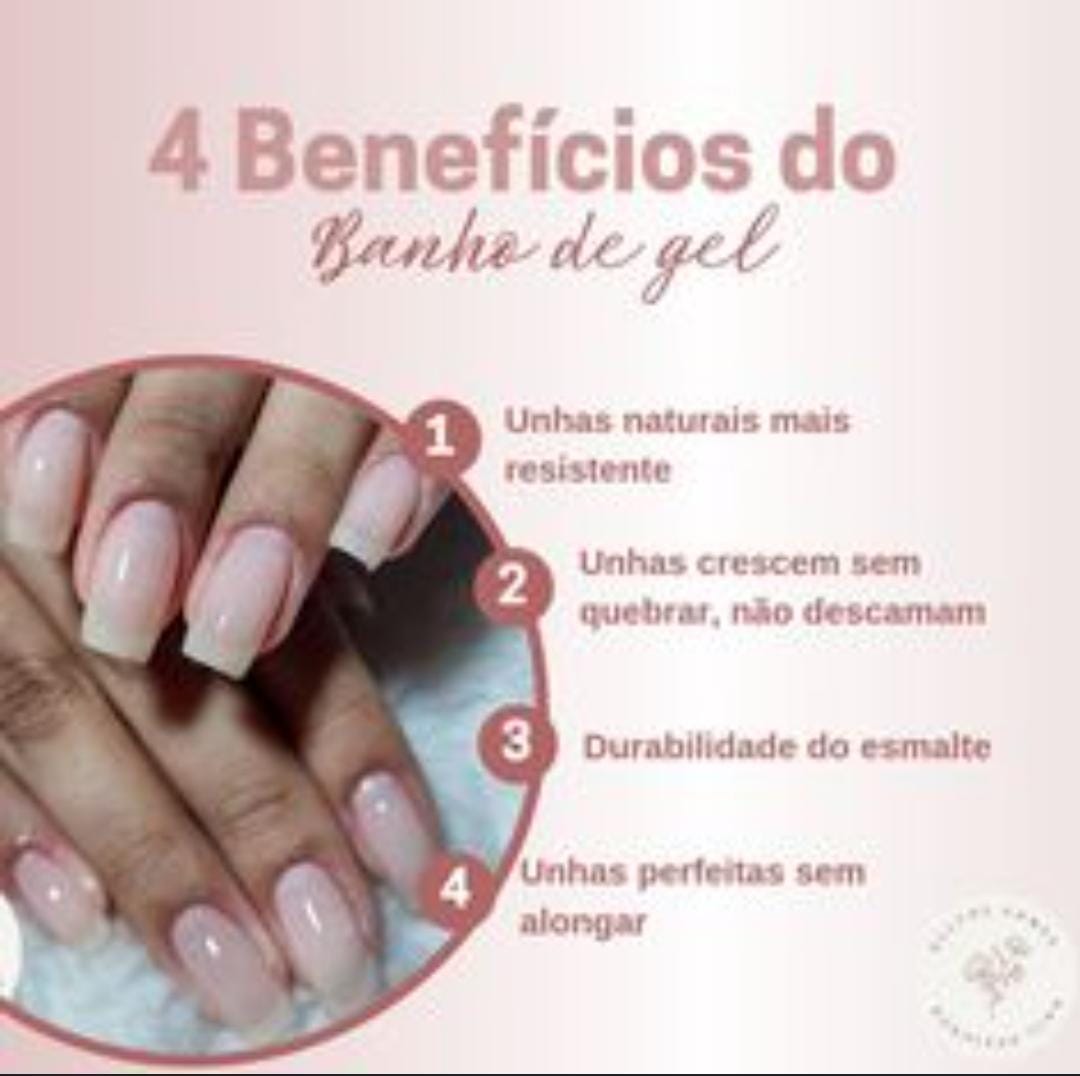 4 Benefícios do
Banho de gel
1
Unhas naturais mais
resistente
2
Unhas crescem sem
quebrar, não descamam
3
Durabilidade do esmalte
4
Unhas perfeitas sem
alongar